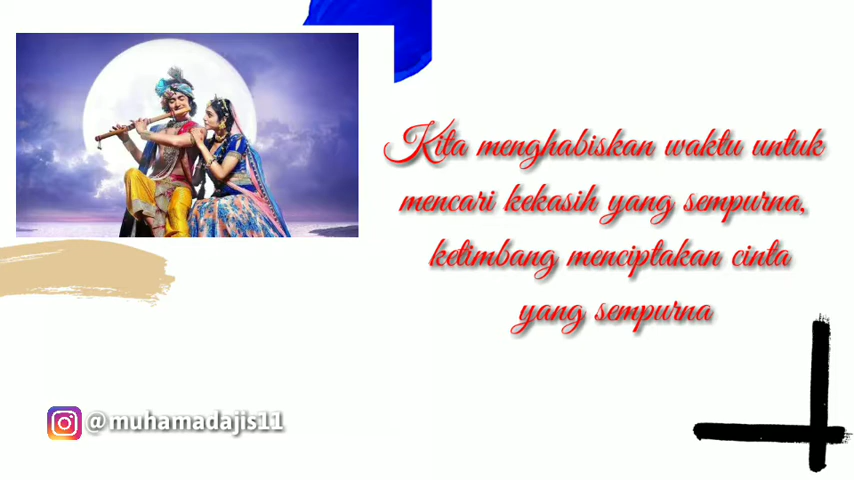 Kita menghabiskan waktu untuk
mencari kekasih yang sempurna,
ketimbang menciptakan cinta
yang sempurna
@muhamadajis11